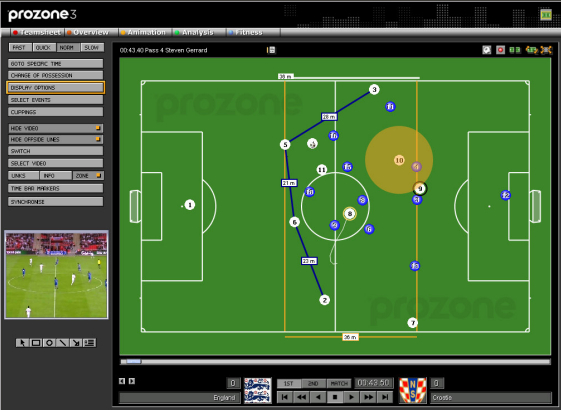 prozone3
Teamsheet Overview Animation Analysis Fitness
FAST QUICK NORM SLOW
00:43.40 Pass 4 Steven Gerrard
GOTO SPECIFIC TIME
CHANGE OF POSSESSION
DISPLAY OPTIONS
SELECT EVENTS
CLIPPINGS
HIDE VIDEO
HIDE OFFSIDE LINES
SWATCH
SELECT VIDEO
LINKS INFO ZONE
TIME BAR MARKERS
SYNCHRONISE
prozone
36 m
3
28 m
5
11
10
21 m
9
1
8
6
23 m
2
prozone
7
36 m
0 1ST 2ND MATCH 00:43.50 0
England Croatia